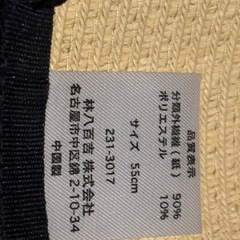 品質表示
分類外繊維(紙) 90%
ポリエステル 10%
サイズ 55cm
231-3017
林八百吉 株式会社
名古屋市中区錦 2-10-34
中国製